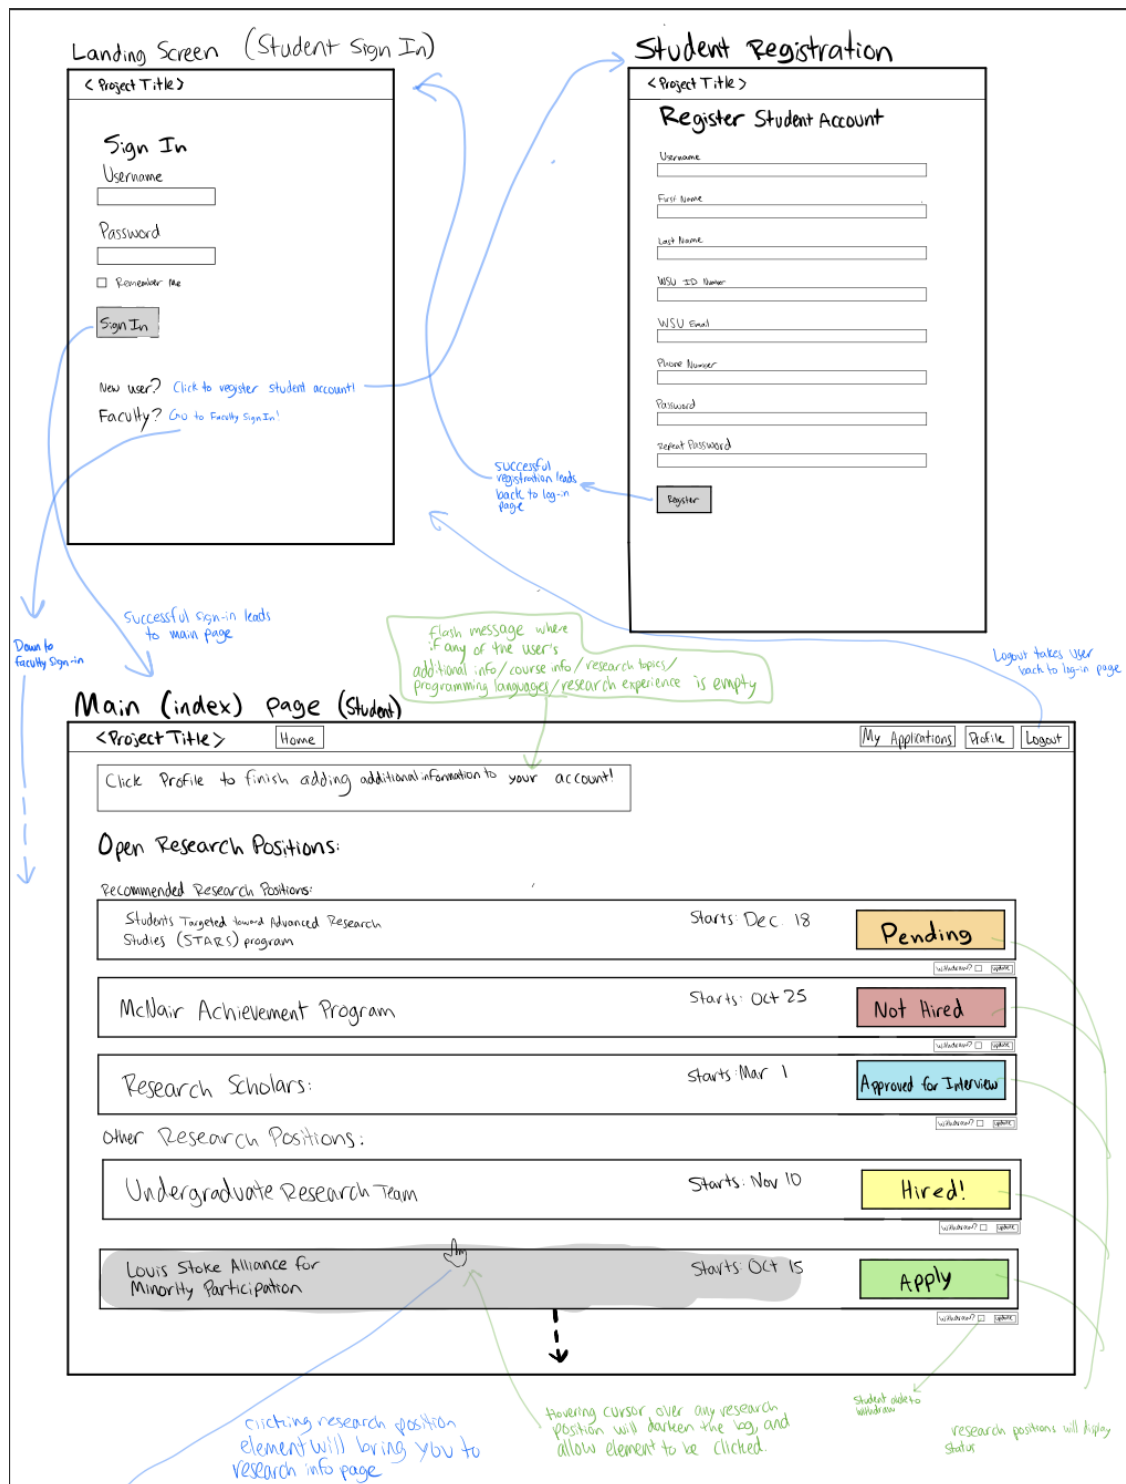 Landing Screen (Student Sign In)
<Project Title>
Sign In
Username
Password
Remember Me
Sign In
New user? Click to register student account!
Faculty? Go to Faculty Sign In!
Student Registration
<Project Title>
Register Student Account
Username
First Name
Last Name
WSU ID Number
WSU Email
Phone Number
Password
repeat Password
Register
successful
registration leads
back to log-in
page
Down to
faculty sign-in
Successful sign-in leads
to main page
flash message where
if any of the user's
additional info/course info/research topics/
programming languages/research experience is empty
Logout takes user
back to log-in page
Main (index) page (Student)
<Project Title>
Home
My Applications
Profile
Logout
Click Profile to finish adding additional information to your account!
Open Research Positions:
Recommended Research Positions:
Students Targeted toward Advanced Research
Studies (STARS) program
Starts: Dec. 18
Pending
withdraw?
update
McNair Achievement Program
Starts: Oct 25
Not Hired
withdraw?
update
Research Scholars:
Starts: Mar 1
Approved for Interview
withdraw?
update
Other Research Positions:
Undergraduate Research Team
Starts: Nov 10
Hired!
withdraw?
update
Louis Stoke Alliance for
Minority Participation
Starts: Oct 15
Apply
withdraw?
update
clicking research position
element will bring you to
research info page
Hovering cursor over any research
position will darken the bg, and
allow element to be clicked.
Student able to
withdraw
research positions will display
status